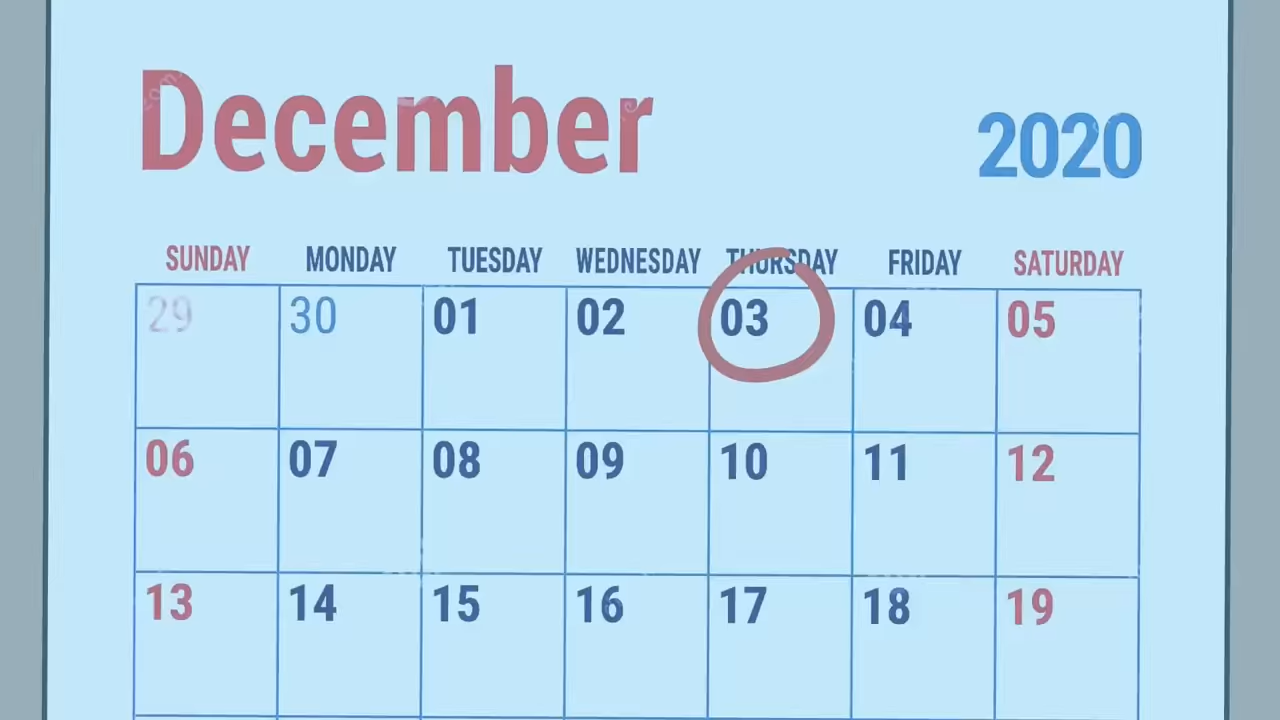 December 2020
SUNDAY MONDAY TUESDAY WEDNESDAY THURSDAY FRIDAY SATURDAY
29 30 01 02 03 04 05
06 07 08 09 10 11 12
13 14 15 16 17 18 19